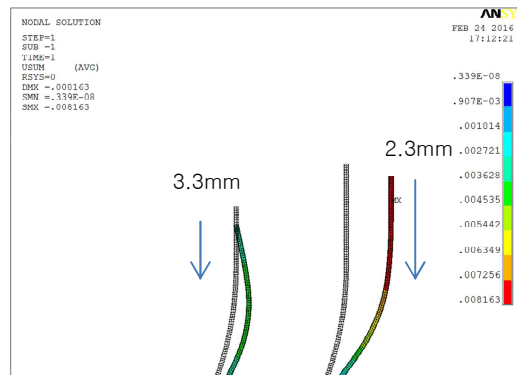 NODAL SOLUTION
STEP=1
SUB =1
TIME=1
USUM (AVG)
RSYS=0
DMX =.008163
SMN =.339E-08
SMX =.008163
ANSY
FEB 24 2016
17:12:21
.339E-08
.907E-03
.001814
.002721
.003628
.004535
.005442
.006349
.007256
.008163
3.3mm
2.3mm
MX